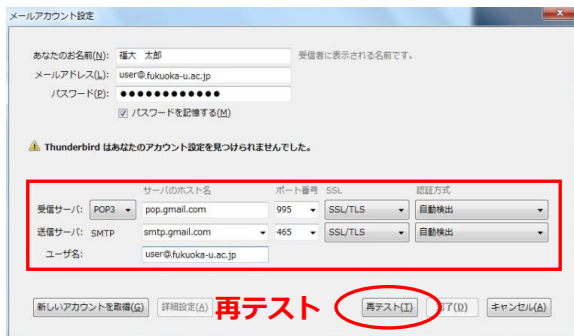 メールアカウント設定
あなたのお名前(N): 福大 太郎 受信者に表示される名前です。
メールアドレス(L): user@.fukuoka-u.ac.jp
パスワード(P): ●●●●●●●●●●●●
パスワードを記憶する(M)
Thunderbird はあなたのアカウント設定を見つけられませんでした。
サーバのホスト名 ポート番号 SSL 認証方式
受信サーバ: POP3 pop.gmail.com 995 SSL/TLS 自動検出
送信サーバ: SMTP smtp.gmail.com 465 SSL/TLS 自動検出
ユーザ名: user@.fukuoka-u.ac.jp
新しいアカウントを取得(G) 詳細設定(A) 再テスト 再テスト(T) 完了(D) キャンセル(A)